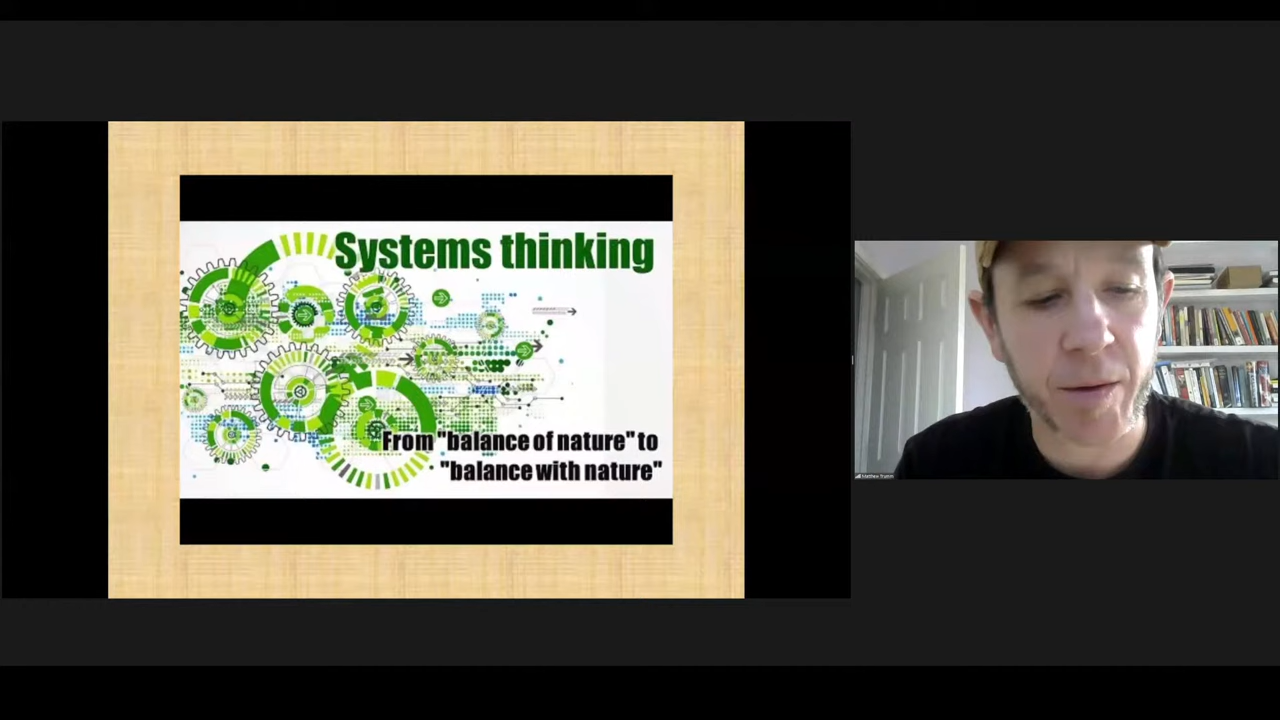 Systems thinking
From "balance of nature" to
"balance with nature"